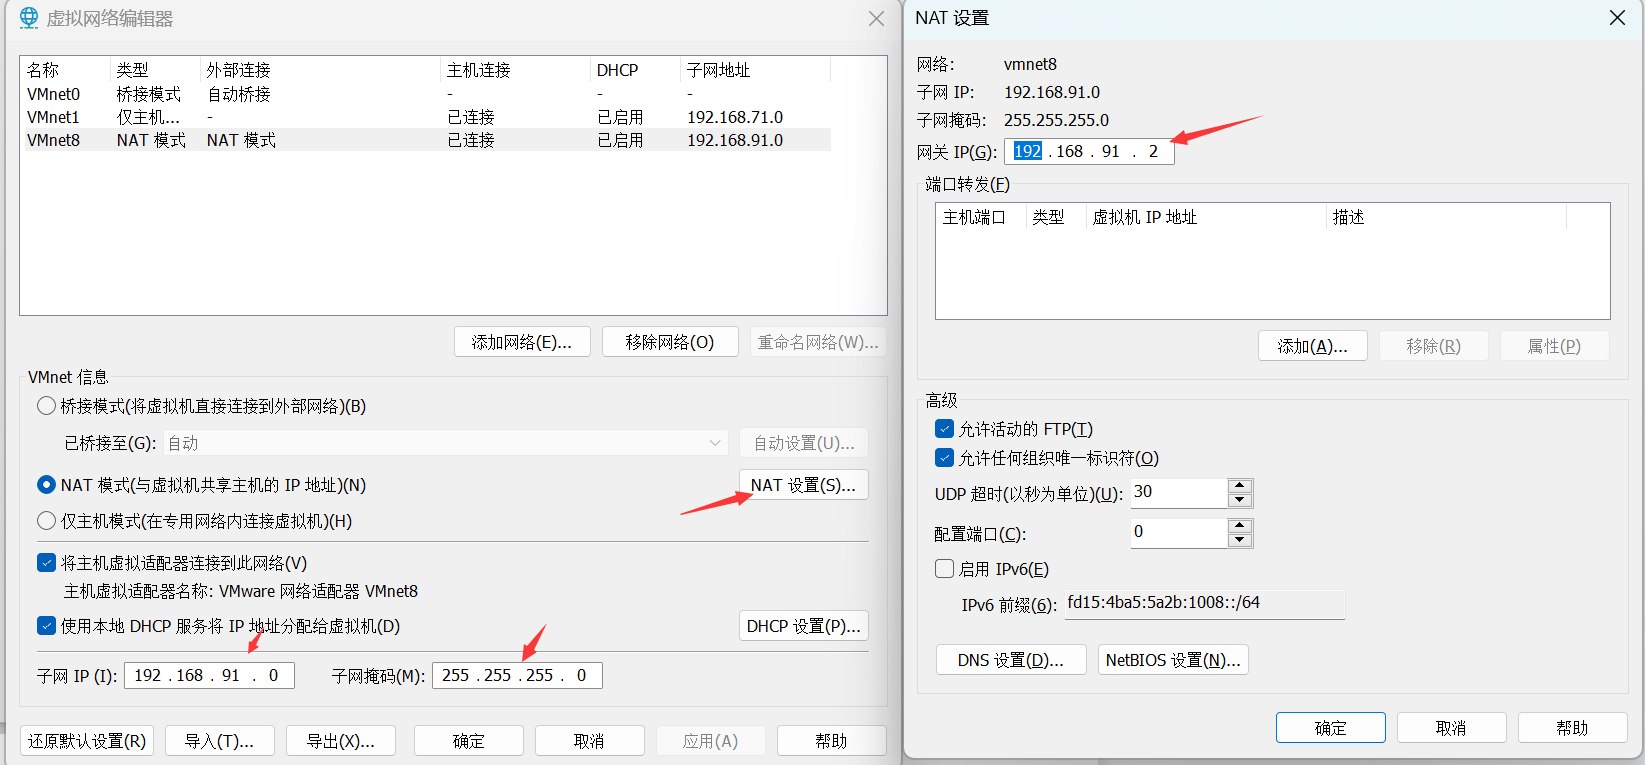 虚拟网络编辑器
名称 类型 外部连接 主机连接 DHCP 子网地址
VMnet0 桥接模式 自动桥接 - - -
VMnet1 仅主机... - 已连接 已启用 192.168.71.0
VMnet8 NAT 模式 NAT 模式 已连接 已启用 192.168.91.0
添加网络(E)... 移除网络(O) 重命名网络(W)...
VMnet 信息
桥接模式(将虚拟机直接连接到外部网络)(B)
已桥接至(G): 自动 自动设置(U)...
NAT 模式(与虚拟机共享主机的 IP 地址)(N) NAT 设置(S)...
仅主机模式(在专用网络内连接虚拟机)(H)
将主机虚拟适配器连接到此网络(V)
主机虚拟适配器名称: VMware 网络适配器 VMnet8
使用本地 DHCP 服务将 IP 地址分配给虚拟机(D) DHCP 设置(P)...
子网 IP (I): 192 . 168 . 91 . 0 子网掩码(M): 255 . 255 . 255 . 0
还原默认设置(R) 导入(T)... 导出(X)... 确定 取消 应用(A) 帮助
NAT 设置
网络: vmnet8
子网 IP: 192.168.91.0
子网掩码: 255.255.255.0
网关 IP(G): 192 . 168 . 91 . 2
端口转发(F)
主机端口 类型 虚拟机 IP 地址 描述
添加(A)... 移除(R) 属性(P)
高级
允许活动的 FTP(T)
允许任何组织唯一标识符(O)
UDP 超时(以秒为单位)(U): 30
配置端口(C): 0
启用 IPv6(E)
IPv6 前缀(6): fd15:4ba5:5a2b:1008::/64
DNS 设置(D)... NetBIOS 设置(N)...
确定 取消 帮助